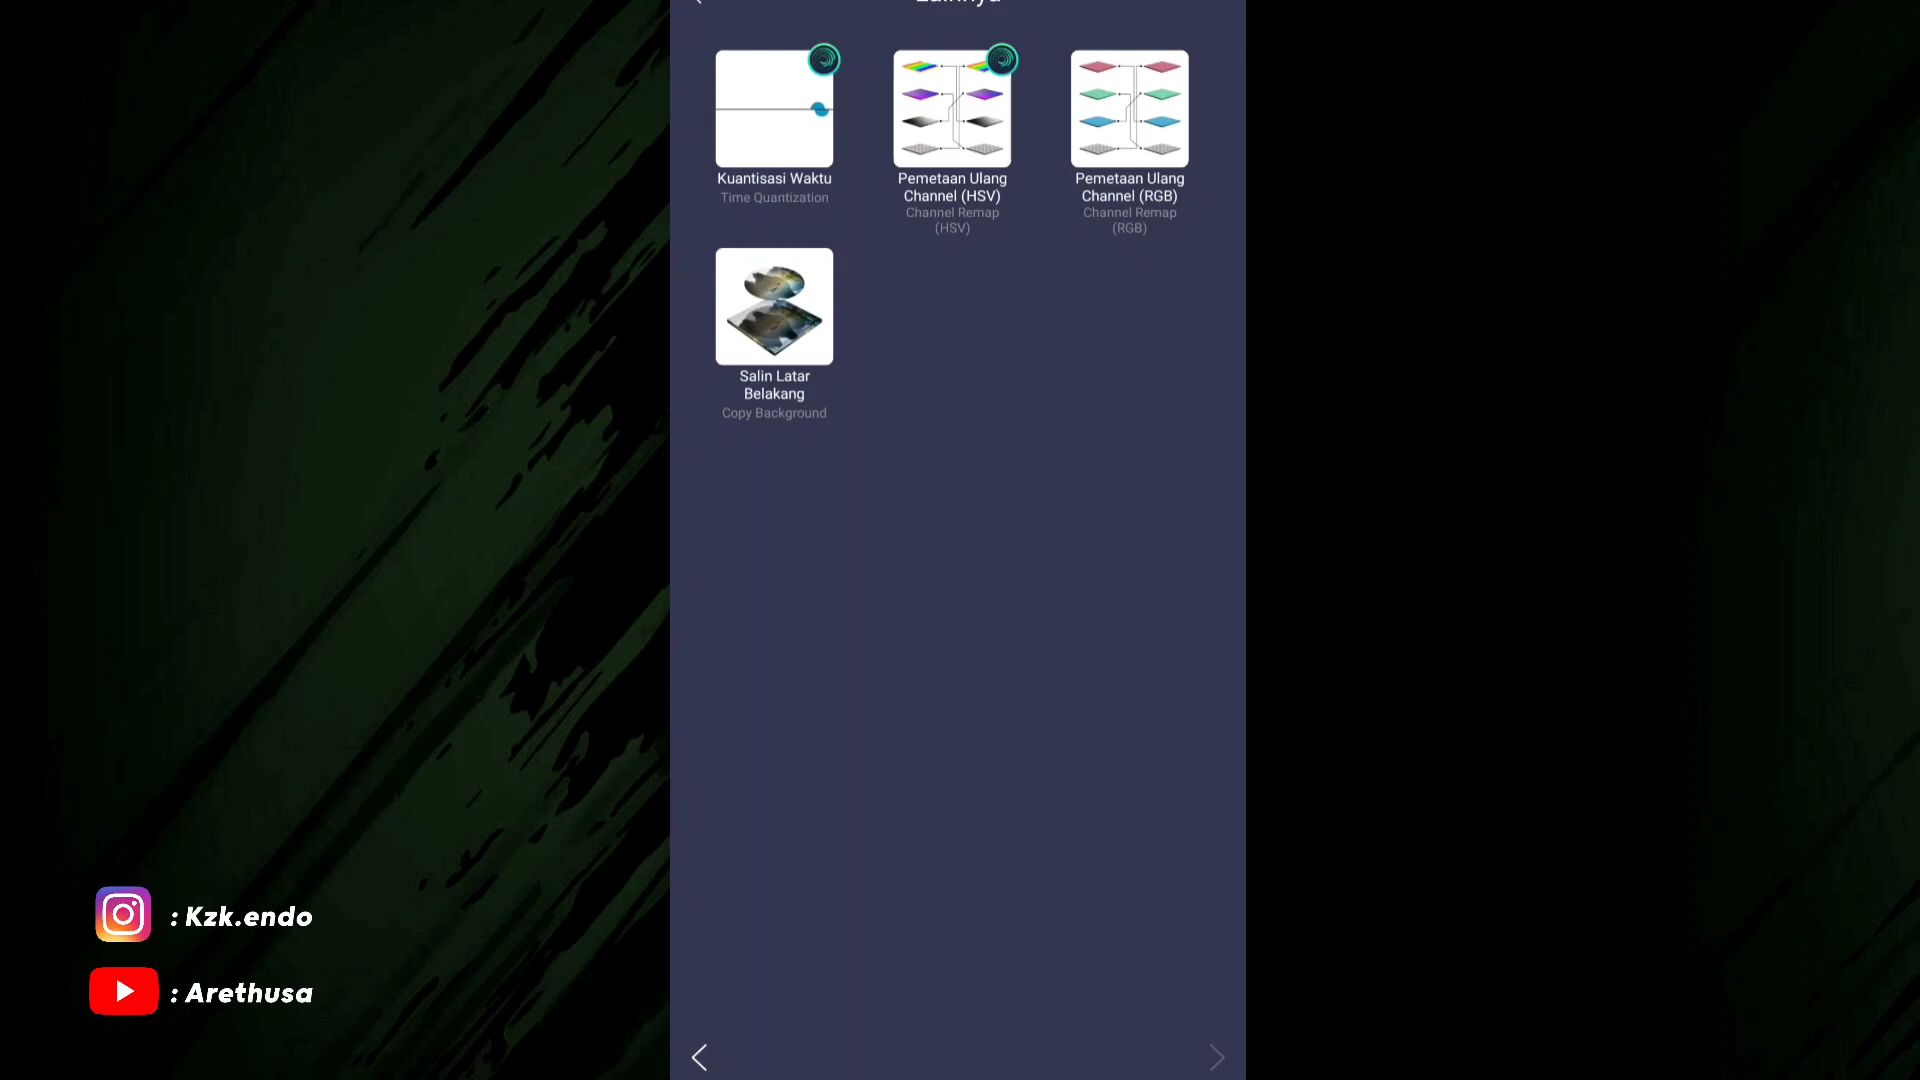 Lainnya
Kuantisasi Waktu
Time Quantization
Pemetaan Ulang
Channel (HSV)
Channel Remap
(HSV)
Pemetaan Ulang
Channel (RGB)
Channel Remap
(RGB)
Salin Latar
Belakang
Copy Background
: Kzk.endo
: Arethusa